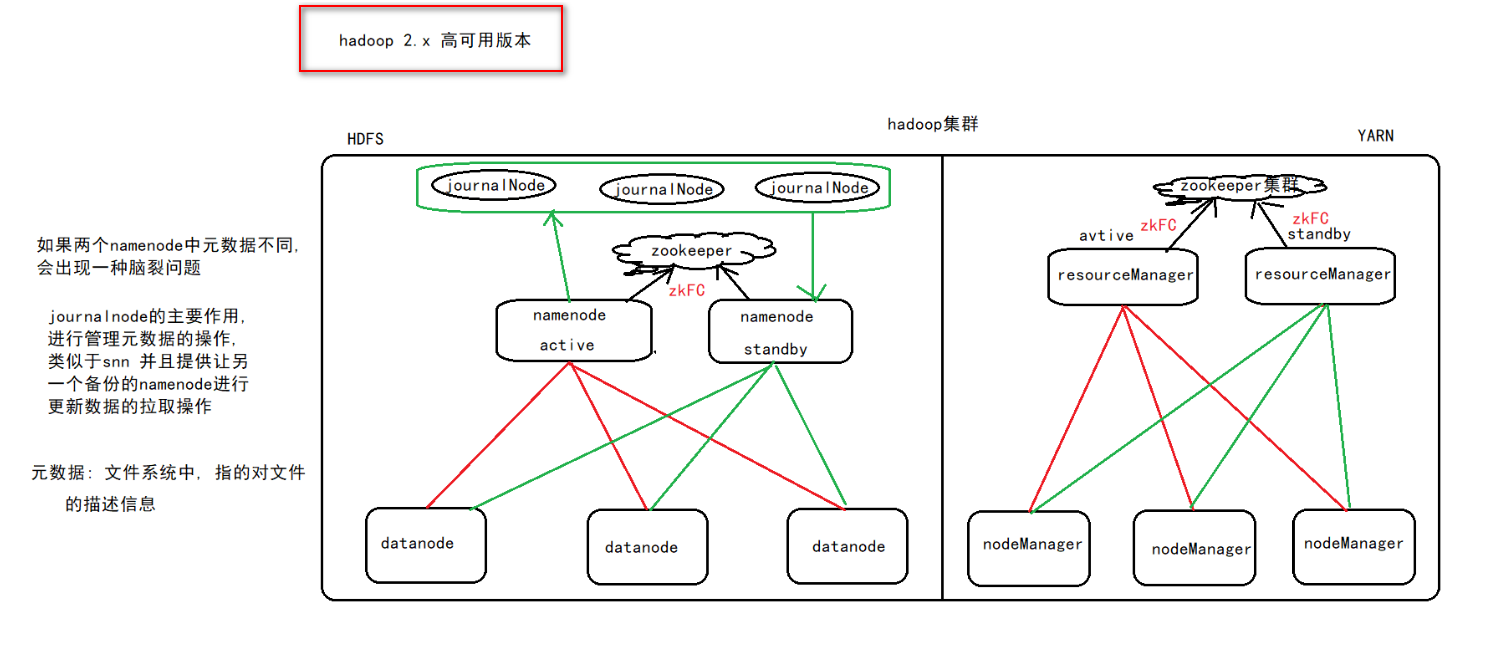 hadoop 2.x 高可用版本
hadoop集群
HDFS
YARN
journalNode
journalNode
journalNode
zookeeper集群
如果两个namenode中元数据不同,
会出现一种脑裂问题
zookeeper
zkFC
avtive
zkFC
zkFC
standby
resourceManager
resourceManager
journalnode的主要作用,
进行管理元数据的操作,
类似于snn 并且提供让另
一个备份的namenode进行
更新数据的拉取操作
namenode
active
namenode
standby
元数据: 文件系统中, 指的对文件
的描述信息
datanode
datanode
datanode
nodeManager
nodeManager
nodeManager